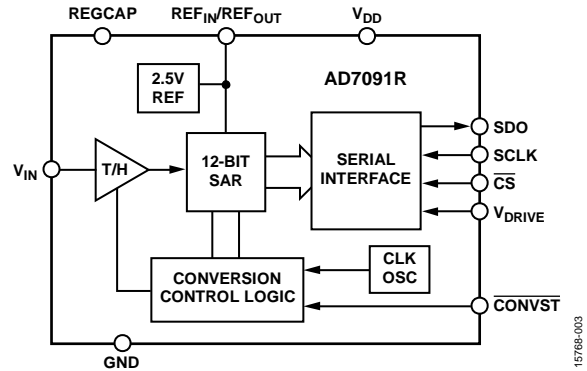 REGCAP
REFIN/REFOUT
VDD
2.5V
REF
AD7091R
VIN
T/H
12-BIT
SAR
SERIAL
INTERFACE
SDO
SCLK
CS
VDRIVE
CONVERSION
CONTROL LOGIC
CLK
OSC
CONVST
GND
15768-003